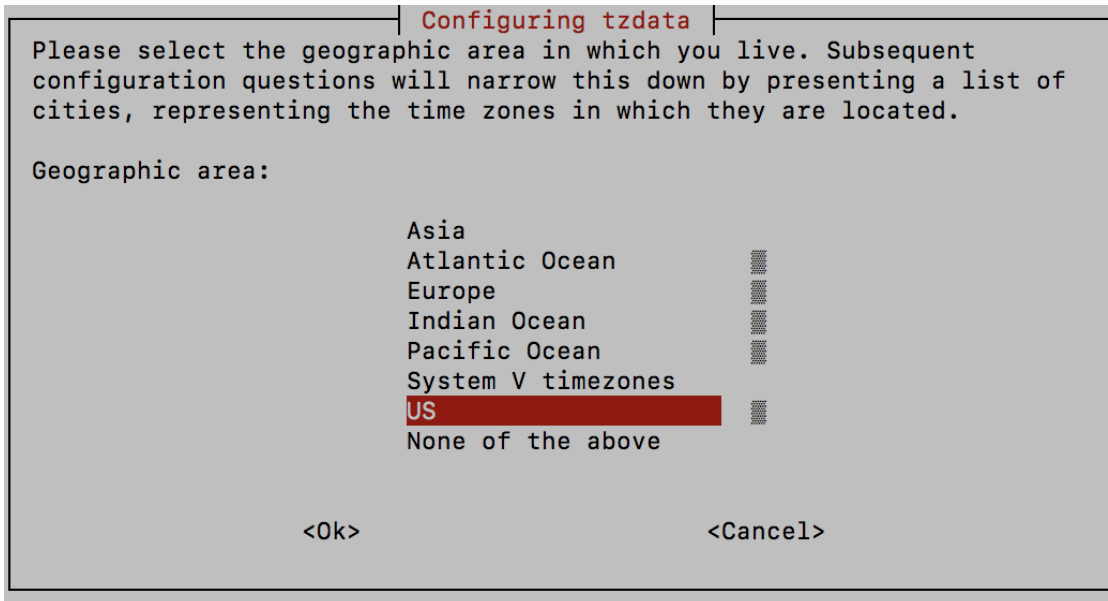 Configuring tzdata
Please select the geographic area in which you live. Subsequent
configuration questions will narrow this down by presenting a list of
cities, representing the time zones in which they are located.
Geographic area:
Asia
Atlantic Ocean
Europe
Indian Ocean
Pacific Ocean
System V timezones
US
None of the above
<Ok> <Cancel>